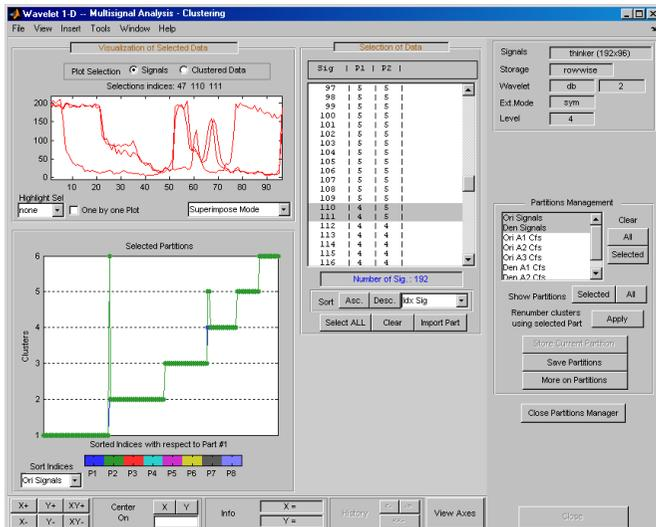 Wavelet 1-D -- Multisignal Analysis - Clustering
File View Insert Tools Window Help
Visualization of Selected Data
Plot Selection Signals Clustered Data
Selections indices: 47 110 111
200
150
100
50
0
10 20 30 40 50 60 70 80 90
Highlight Sel
none One by one Plot Superimpose Mode
Selected Partitions
6
5
4
3
2
1
Clusters
Sorted Indices with respect to Part #1
Sort Indices
Ori Signals
P1 P2 P3 P4 P5 P6 P7 P8
Selection of Data
Sig | P1 | P2 |
97 | 5 | 5 |
98 | 5 | 5 |
99 | 5 | 5 |
100 | 5 | 5 |
101 | 5 | 5 |
102 | 5 | 5 |
103 | 5 | 5 |
104 | 5 | 5 |
105 | 5 | 5 |
106 | 5 | 5 |
107 | 5 | 5 |
108 | 5 | 5 |
109 | 5 | 5 |
110 | 4 | 5 |
111 | 4 | 5 |
112 | 4 | 4 |
113 | 4 | 4 |
114 | 4 | 4 |
115 | 4 | 4 |
116 | 4 | 4 |
Number of Sig.: 192
Sort Asc. Desc. Idx Sig
Select ALL Clear Import Part
Signals thinker (192x96)
Storage rowwise
Wavelet db 2
Ext.Mode sym
Level 4
Partitions Management
Ori Signals
Den Signals
Ori A1 Cfs
Ori A2 Cfs
Ori A3 Cfs
Den A1 Cfs
Den A2 Cfs
Clear
All
Selected
Show Partitions Selected All
Renumber clusters
using selected Part Apply
Store Current Partition
Save Partitions
More on Partitions
Close Partitions Manager
X+ Y+ XY+
X- Y- XY-
Center
On
X Y
Info
X =
Y =
History
<- ->
<<-
View Axes
Close